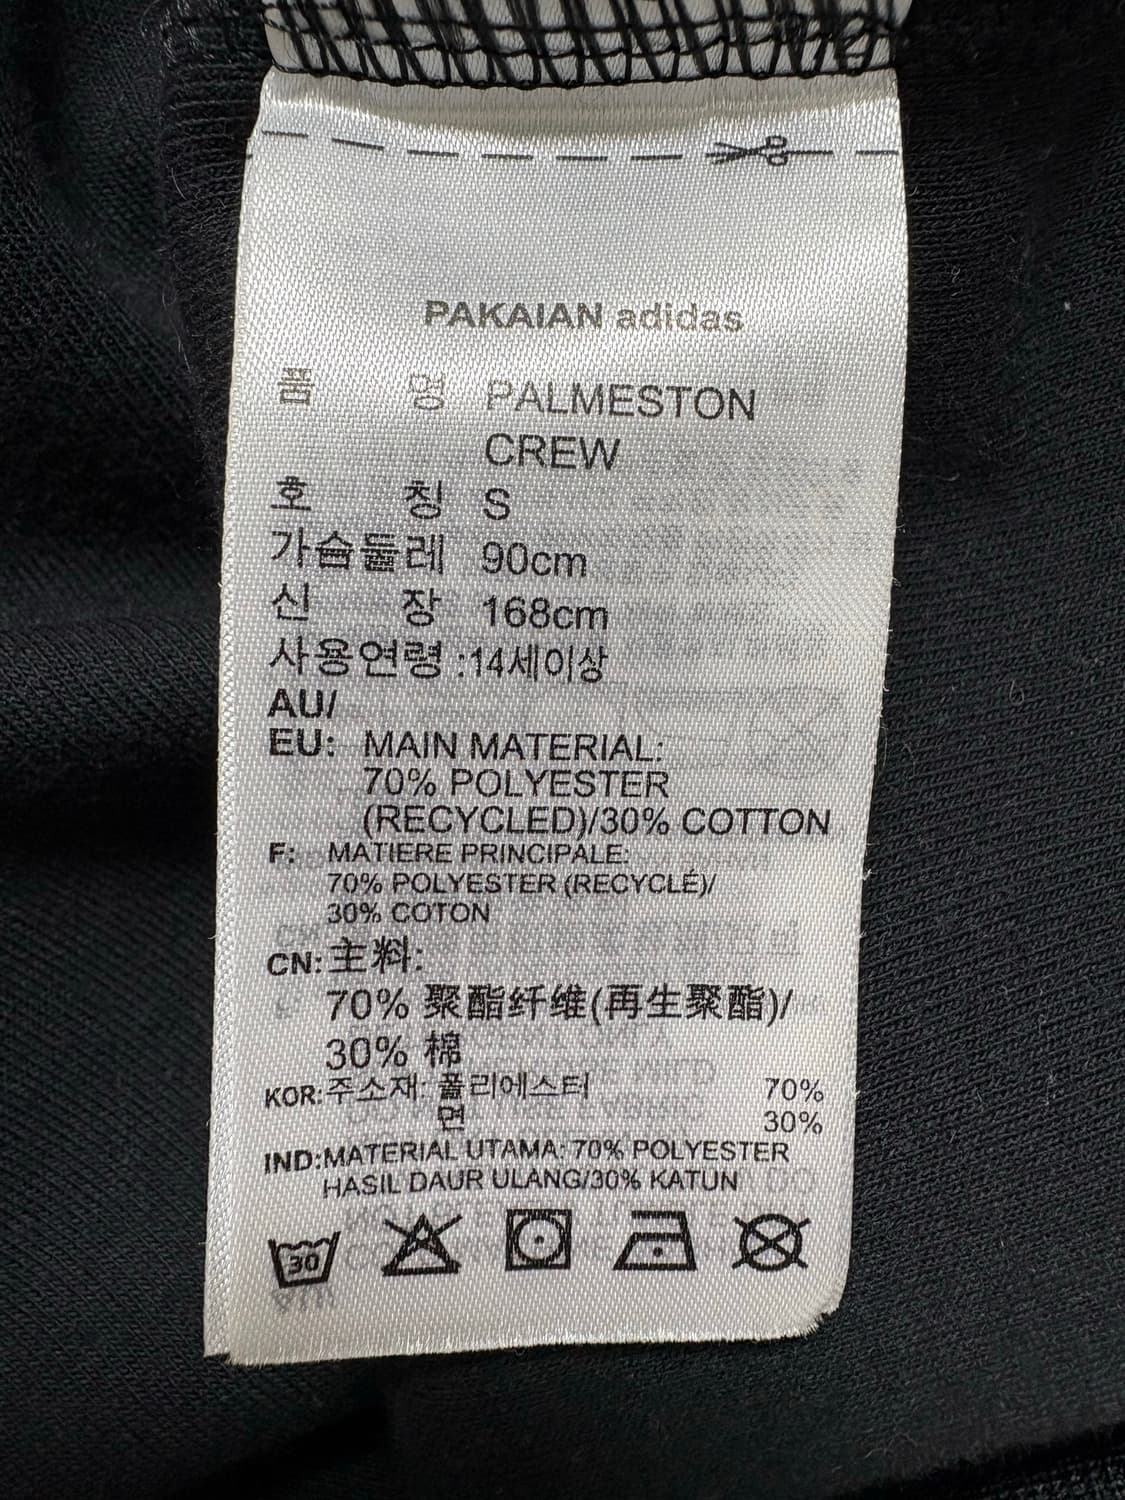 PAKAIAN adidas
품 명 PALMESTON
CREW
호 칭 S
가슴둘레 90cm
신 장 168cm
사용연령 :14세이상
AU/
EU: MAIN MATERIAL:
70% POLYESTER
(RECYCLED)/30% COTTON
F: MATIERE PRINCIPALE:
70% POLYESTER (RECYCLÉ)/
30% COTON
CN: 主料:
70% 聚酯纤维(再生聚酯)/
30% 棉
KOR: 주소재: 폴리에스터 70%
면 30%
IND:MATERIAL UTAMA: 70% POLYESTER
HASIL DAUR ULANG/30% KATUN
30